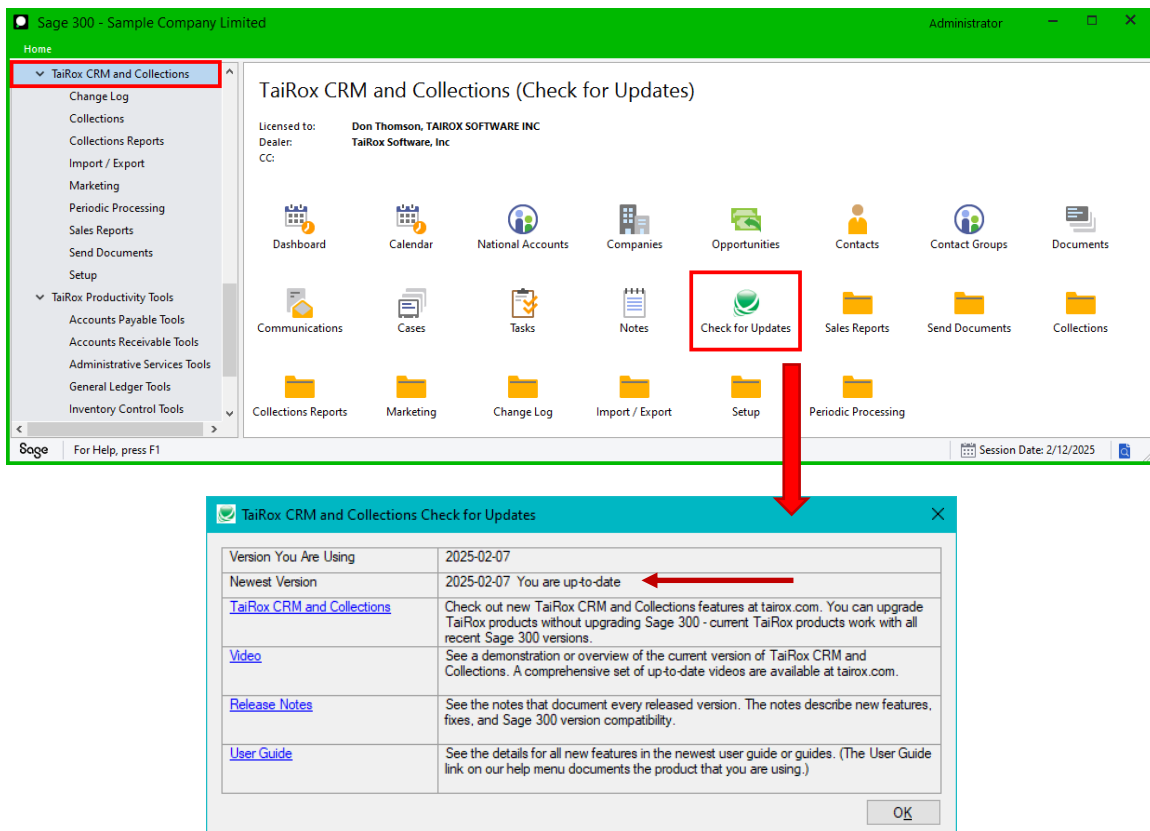 Sage 300 - Sample Company Limited
Administrator
Home
TaiRox CRM and Collections
Change Log
Collections
Collections Reports
Import / Export
Marketing
Periodic Processing
Sales Reports
Send Documents
Setup
TaiRox Productivity Tools
Accounts Payable Tools
Accounts Receivable Tools
Administrative Services Tools
General Ledger Tools
Inventory Control Tools
TaiRox CRM and Collections (Check for Updates)
Licensed to: Don Thomson, TAIROX SOFTWARE INC
Dealer: TaiRox Software, Inc
CC:
Dashboard Calendar National Accounts Companies Opportunities Contacts Contact Groups Documents
Communications Cases Tasks Notes Check for Updates Sales Reports Send Documents Collections
Collections Reports Marketing Change Log Import / Export Setup Periodic Processing
Sage For Help, press F1 Session Date: 2/12/2025
TaiRox CRM and Collections Check for Updates
Version You Are Using 2025-02-07
Newest Version 2025-02-07 You are up-to-date
TaiRox CRM and Collections Check out new TaiRox CRM and Collections features at tairox.com. You can upgrade
TaiRox products without upgrading Sage 300 - current TaiRox products work with all
recent Sage 300 versions.
Video See a demonstration or overview of the current version of TaiRox CRM and
Collections. A comprehensive set of up-to-date videos are available at tairox.com.
Release Notes See the notes that document every released version. The notes describe new features,
fixes, and Sage 300 version compatibility.
User Guide See the details for all new features in the newest user guide or guides. (The User Guide
link on our help menu documents the product that you are using.)
OK